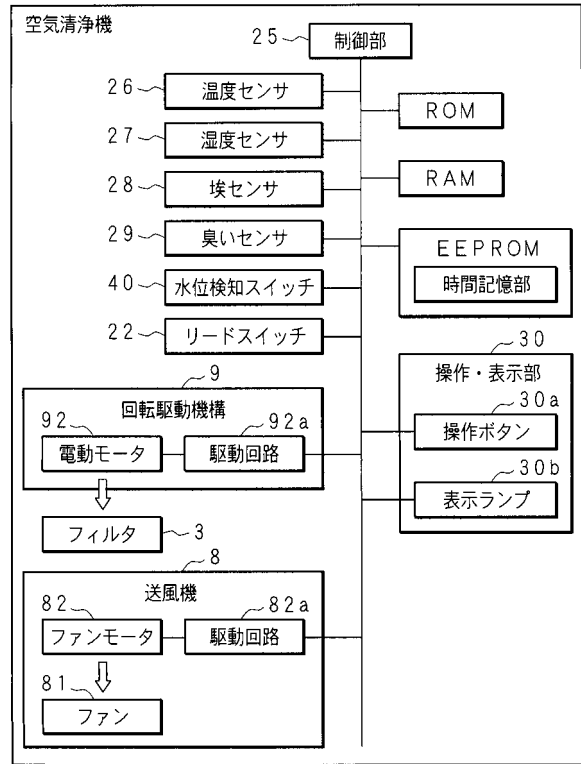 空気清浄機
25
制御部
26
温度センサ
ROM
27
湿度センサ
28
埃センサ
RAM
29
臭いセンサ
EEPROM
時間記憶部
40
水位検知スイッチ
22
リードスイッチ
30
操作・表示部
30a
操作ボタン
30b
表示ランプ
9
回転駆動機構
92
電動モータ
92a
駆動回路
フィルタ
3
8
送風機
82
ファンモータ
82a
駆動回路
81
ファン